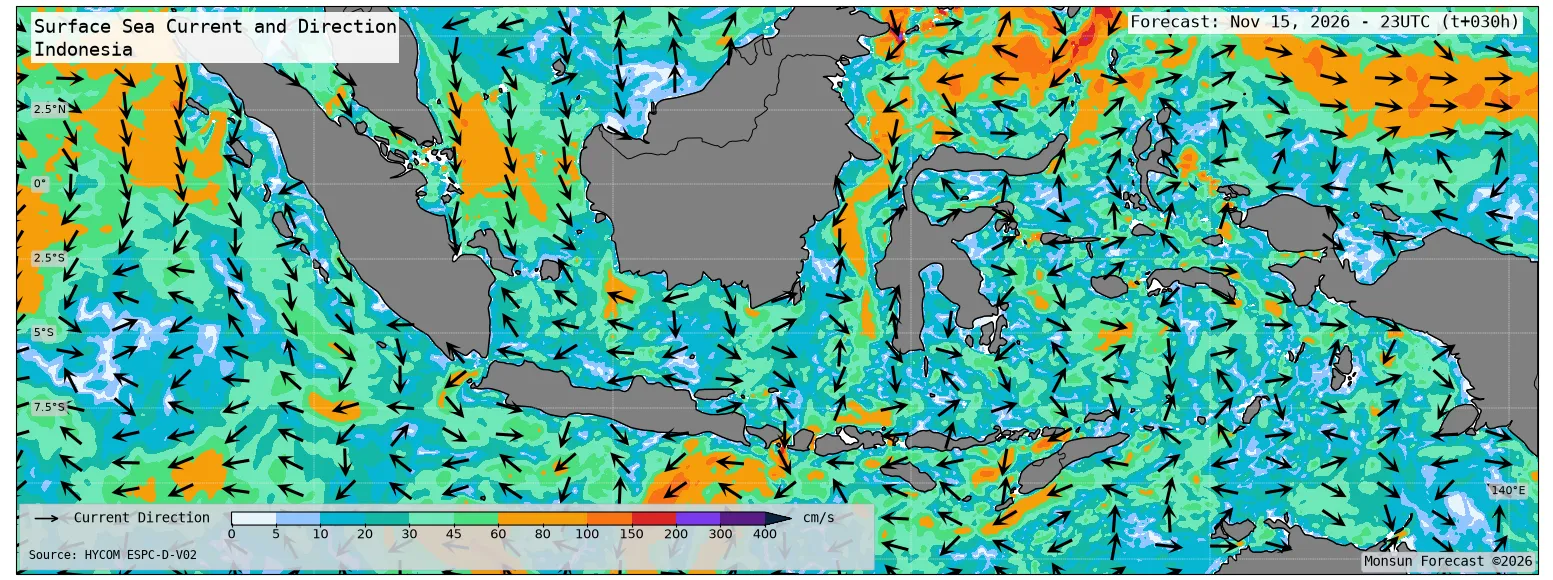 Surface Sea Current and Direction
Indonesia
Forecast: Nov 15, 2026 - 23UTC (t+030h)
2.5°N
0°
2.5°S
5°S
7.5°S
140°E
Current Direction
0 5 10 20 30 45 60 80 100 150 200 300 400
cm/s
Source: HYCOM ESPC-D-V02
Monsun Forecast ©2026